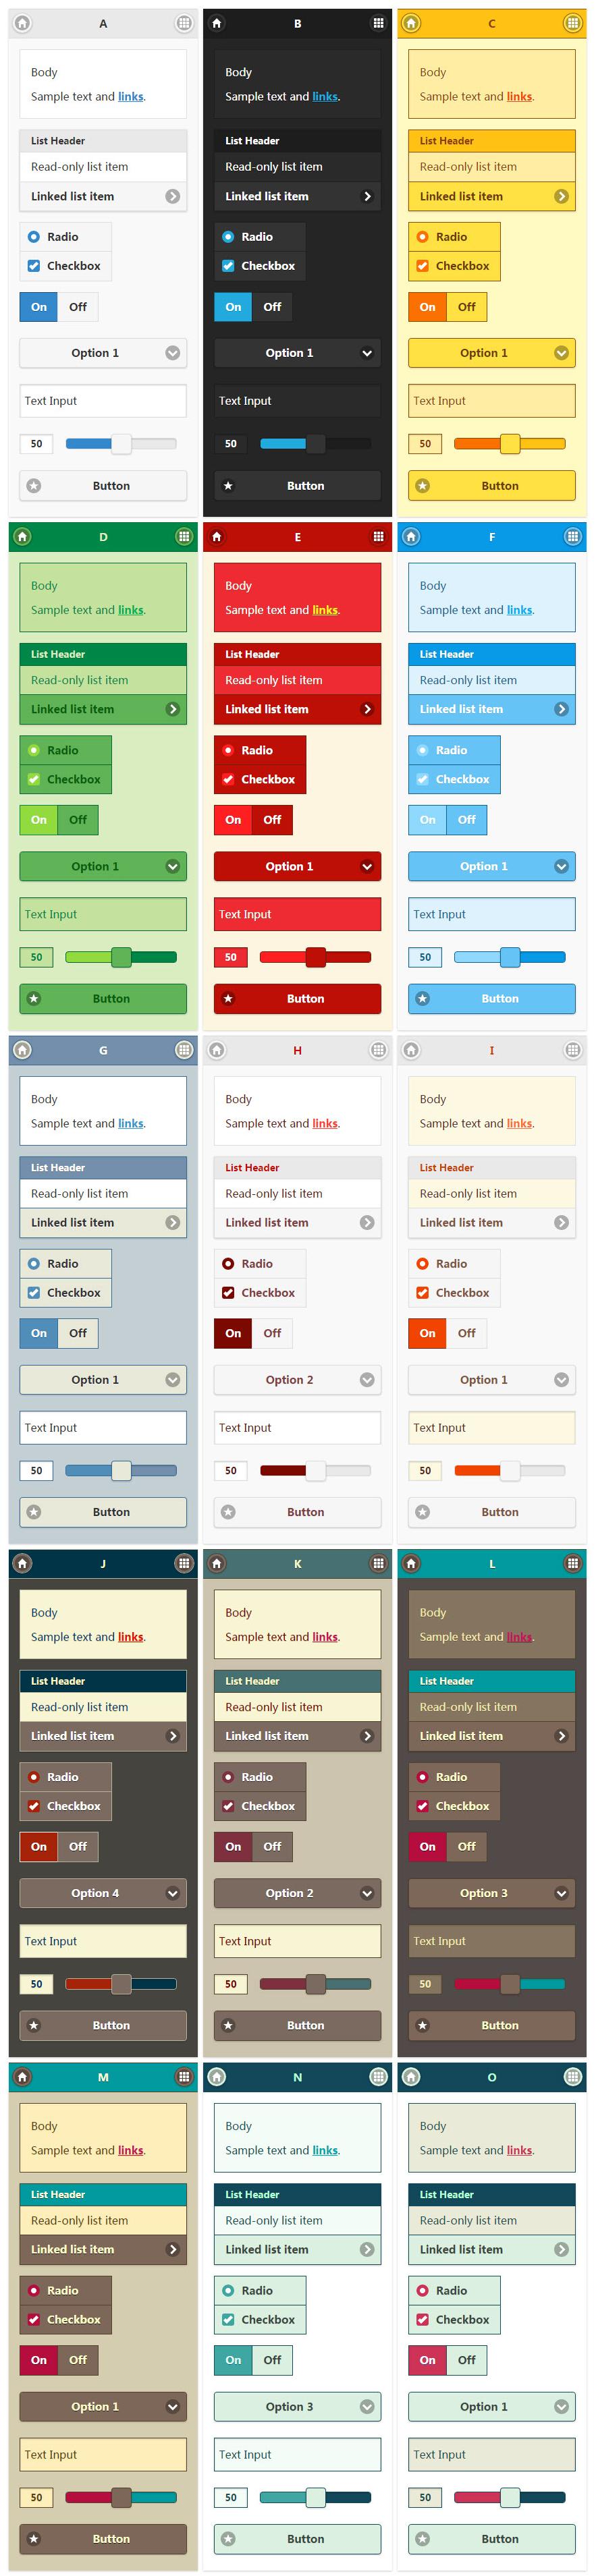 A
Body
Sample text and links.
List Header
Read-only list item
Linked list item
Radio
Checkbox
On Off
Option 1
Text Input
50
Button
B
Body
Sample text and links.
List Header
Read-only list item
Linked list item
Radio
Checkbox
On Off
Option 1
Text Input
50
Button
C
Body
Sample text and links.
List Header
Read-only list item
Linked list item
Radio
Checkbox
On Off
Option 1
Text Input
50
Button
D
Body
Sample text and links.
List Header
Read-only list item
Linked list item
Radio
Checkbox
On Off
Option 1
Text Input
50
Button
E
Body
Sample text and links.
List Header
Read-only list item
Linked list item
Radio
Checkbox
On Off
Option 1
Text Input
50
Button
F
Body
Sample text and links.
List Header
Read-only list item
Linked list item
Radio
Checkbox
On Off
Option 1
Text Input
50
Button
G
Body
Sample text and links.
List Header
Read-only list item
Linked list item
Radio
Checkbox
On Off
Option 1
Text Input
50
Button
H
Body
Sample text and links.
List Header
Read-only list item
Linked list item
Radio
Checkbox
On Off
Option 2
Text Input
50
Button
I
Body
Sample text and links.
List Header
Read-only list item
Linked list item
Radio
Checkbox
On Off
Option 1
Text Input
50
Button
J
Body
Sample text and links.
List Header
Read-only list item
Linked list item
Radio
Checkbox
On Off
Option 4
Text Input
50
Button
K
Body
Sample text and links.
List Header
Read-only list item
Linked list item
Radio
Checkbox
On Off
Option 2
Text Input
50
Button
L
Body
Sample text and links.
List Header
Read-only list item
Linked list item
Radio
Checkbox
On Off
Option 3
Text Input
50
Button
M
Body
Sample text and links.
List Header
Read-only list item
Linked list item
Radio
Checkbox
On Off
Option 1
Text Input
50
Button
N
Body
Sample text and links.
List Header
Read-only list item
Linked list item
Radio
Checkbox
On Off
Option 3
Text Input
50
Button
O
Body
Sample text and links.
List Header
Read-only list item
Linked list item
Radio
Checkbox
On Off
Option 1
Text Input
50
Button